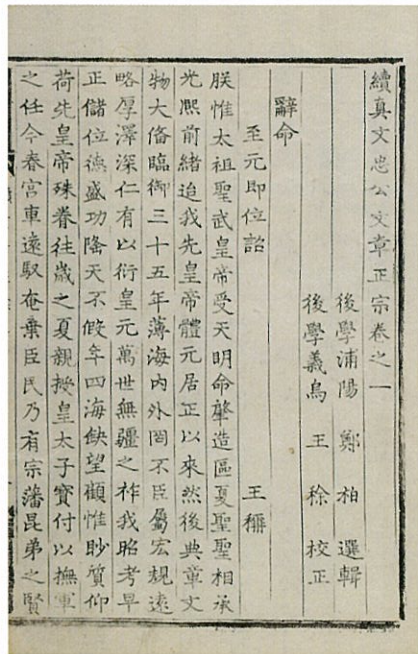 續真文忠公文章正宗卷之一
後學浦陽 鄭 柏 選輯
後學義烏 王 稌 校正
辭命
至元即位詔 王 構
朕惟太祖聖武皇帝受天明命肇造區夏聖聖相承
光熙前緒迨我先皇帝體元居正以來然後典章文
物大俻臨御三十五年薄海內外罔不臣屬宏規遠
略厚澤深仁有以衍皇元萬世無疆之祚我昭考早
正儲位德盛功隆天不假年四海缺望顧惟眇質仰
荷先皇帝殊眷往歲之夏親授皇太子寶付以撫軍
之任今春宮車遠馭奄棄臣民乃有宗藩昆弟之賢